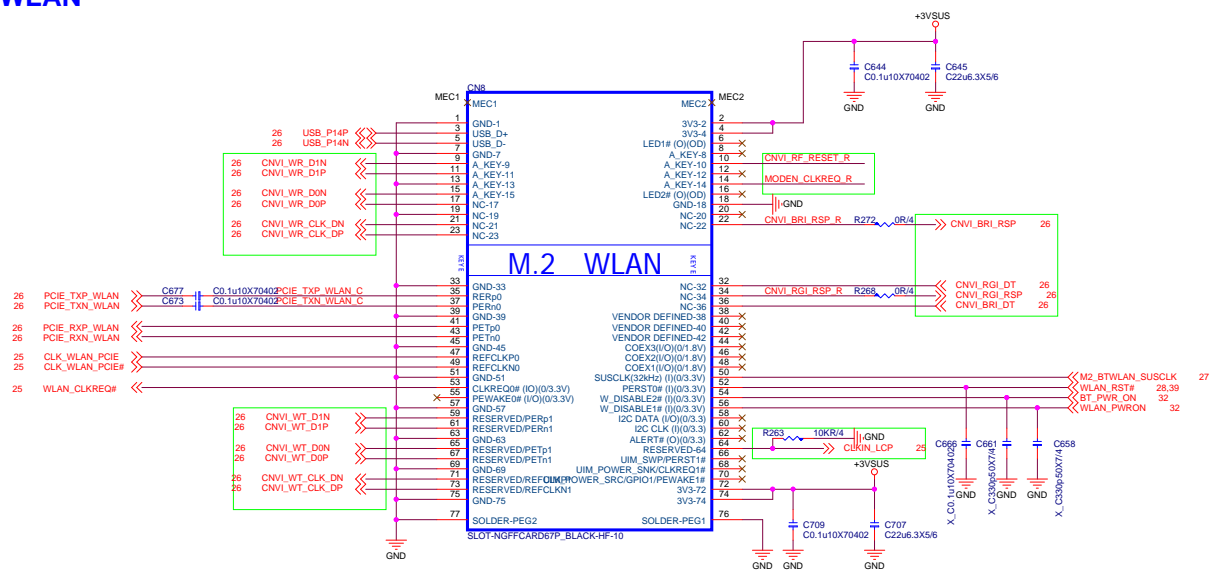 WLAN
+3VSUS
C644
C0.1u10X70402
C645
C22u6.3X5/6
GND
GND
CN8
MEC1
MEC1
MEC2
MEC2
1 GND-1
3 USB_D+
5 USB_D-
7 GND-7
9 A_KEY-9
11 A_KEY-11
13 A_KEY-13
15 A_KEY-15
17 NC-17
19 NC-19
21 NC-21
23 NC-23
26 USB_P14P
26 USB_P14N
26 CNVI_WR_D1N
26 CNVI_WR_D1P
26 CNVI_WR_D0N
26 CNVI_WR_D0P
26 CNVI_WR_CLK_DN
26 CNVI_WR_CLK_DP
3V3-2 2
3V3-4 4
LED1# (O)(OD) 6
A_KEY-8 8
A_KEY-10 10 CNVI_RF_RESET_R
A_KEY-12 12
A_KEY-14 14 MODEN_CLKREQ_R
LED2# (O)(OD) 16
GND-18 18 GND
NC-20 20
NC-22 22 CNVI_BRI_RSP_R R272 0R/4 CNVI_BRI_RSP 26
KEY E
M.2 WLAN
KEY E
33 GND-33
35 RERp0
37 PERn0
39 GND-39
41 PETp0
43 PETn0
45 GND-45
47 REFCLKP0
49 REFCLKN0
51 GND-51
53 CLKREQ0# (IO)(0/3.3V)
55 PEWAKE0# (I/O)(0/3.3V)
57 GND-57
59 RESERVED/PERp1
61 RESERVED/PERn1
63 GND-63
65 RESERVED/PETp1
67 RESERVED/PETn1
69 GND-69
71
73 RESERVED/REFCLKN1
75 GND-75
77 SOLDER-PEG2
26 PCIE_TXP_WLAN C677 C0.1u10X70402 PCIE_TXP_WLAN_C
26 PCIE_TXN_WLAN C673 C0.1u10X70402 PCIE_TXN_WLAN_C
26 PCIE_RXP_WLAN
26 PCIE_RXN_WLAN
25 CLK_WLAN_PCIE
25 CLK_WLAN_PCIE#
25 WLAN_CLKREQ#
26 CNVI_WT_D1N
26 CNVI_WT_D1P
26 CNVI_WT_D0N
26 CNVI_WT_D0P
26 CNVI_WT_CLK_DN
26 CNVI_WT_CLK_DP
GND
NC-32 32 CNVI_RGI_DT 26
NC-34 34 CNVI_RGI_RSP_R R268 0R/4 CNVI_RGI_RSP 26
NC-36 36 CNVI_BRI_DT 26
VENDOR DEFINED-38 38
VENDOR DEFINED-40 40
VENDOR DEFINED-42 42
COEX3(I/O)(0/1.8V) 44
COEX2(I/O)(0/1.8V) 46
COEX1(I/O)(0/1.8V) 48
SUSCLK(32kHz) (I)(0/3.3V) 50 M2_BTWLAN_SUSCLK 27
PERST0# (I)(0/3.3V) 52 WLAN_RST# 28,39
W_DISABLE2# (I)(0/3.3V) 54 BT_PWR_ON 32
W_DISABLE1# (I)(0/3.3V) 56 WLAN_PWRON 32
I2C DATA (I/O)(0/3.3) 58
I2C CLK (I)(0/3.3) 60
ALERT# (O)(0/3.3) 62
RESERVED-64 64 CLKIN_LCP 25
R263 10KR/4 GND
UIM_SWP/PERST1# 66
UIM_POWER_SNK/CLKREQ1# 68
UIM_POWER_SRC/GPIO1/PEWAKE1# 70
3V3-72 72
3V3-74 74
SOLDER-PEG1 76
C666
X_C0.1u10X70402
GND
C661
X_C330p50X7/4
GND
C658
X_C330p50X7/4
GND
+3VSUS
C709
C0.1u10X70402
C707
C22u6.3X5/6
GND
GND
GND
SLOT-NGFFCARD67P_BLACK-HF-10